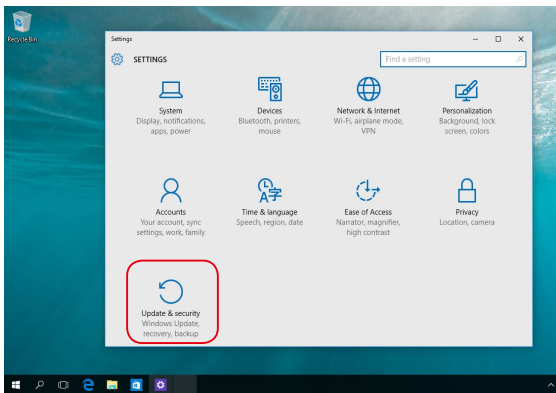 Recycle Bin
Settings
SETTINGS
Find a setting
System
Display, notifications,
apps, power
Devices
Bluetooth, printers,
mouse
Network & Internet
Wi-Fi, airplane mode,
VPN
Personalization
Background, lock
screen, colors
Accounts
Your account, sync
settings, work, family
Time & language
Speech, region, date
Ease of Access
Narrator, magnifier,
high contrast
Privacy
Location, camera
Update & security
Windows Update,
recovery, backup